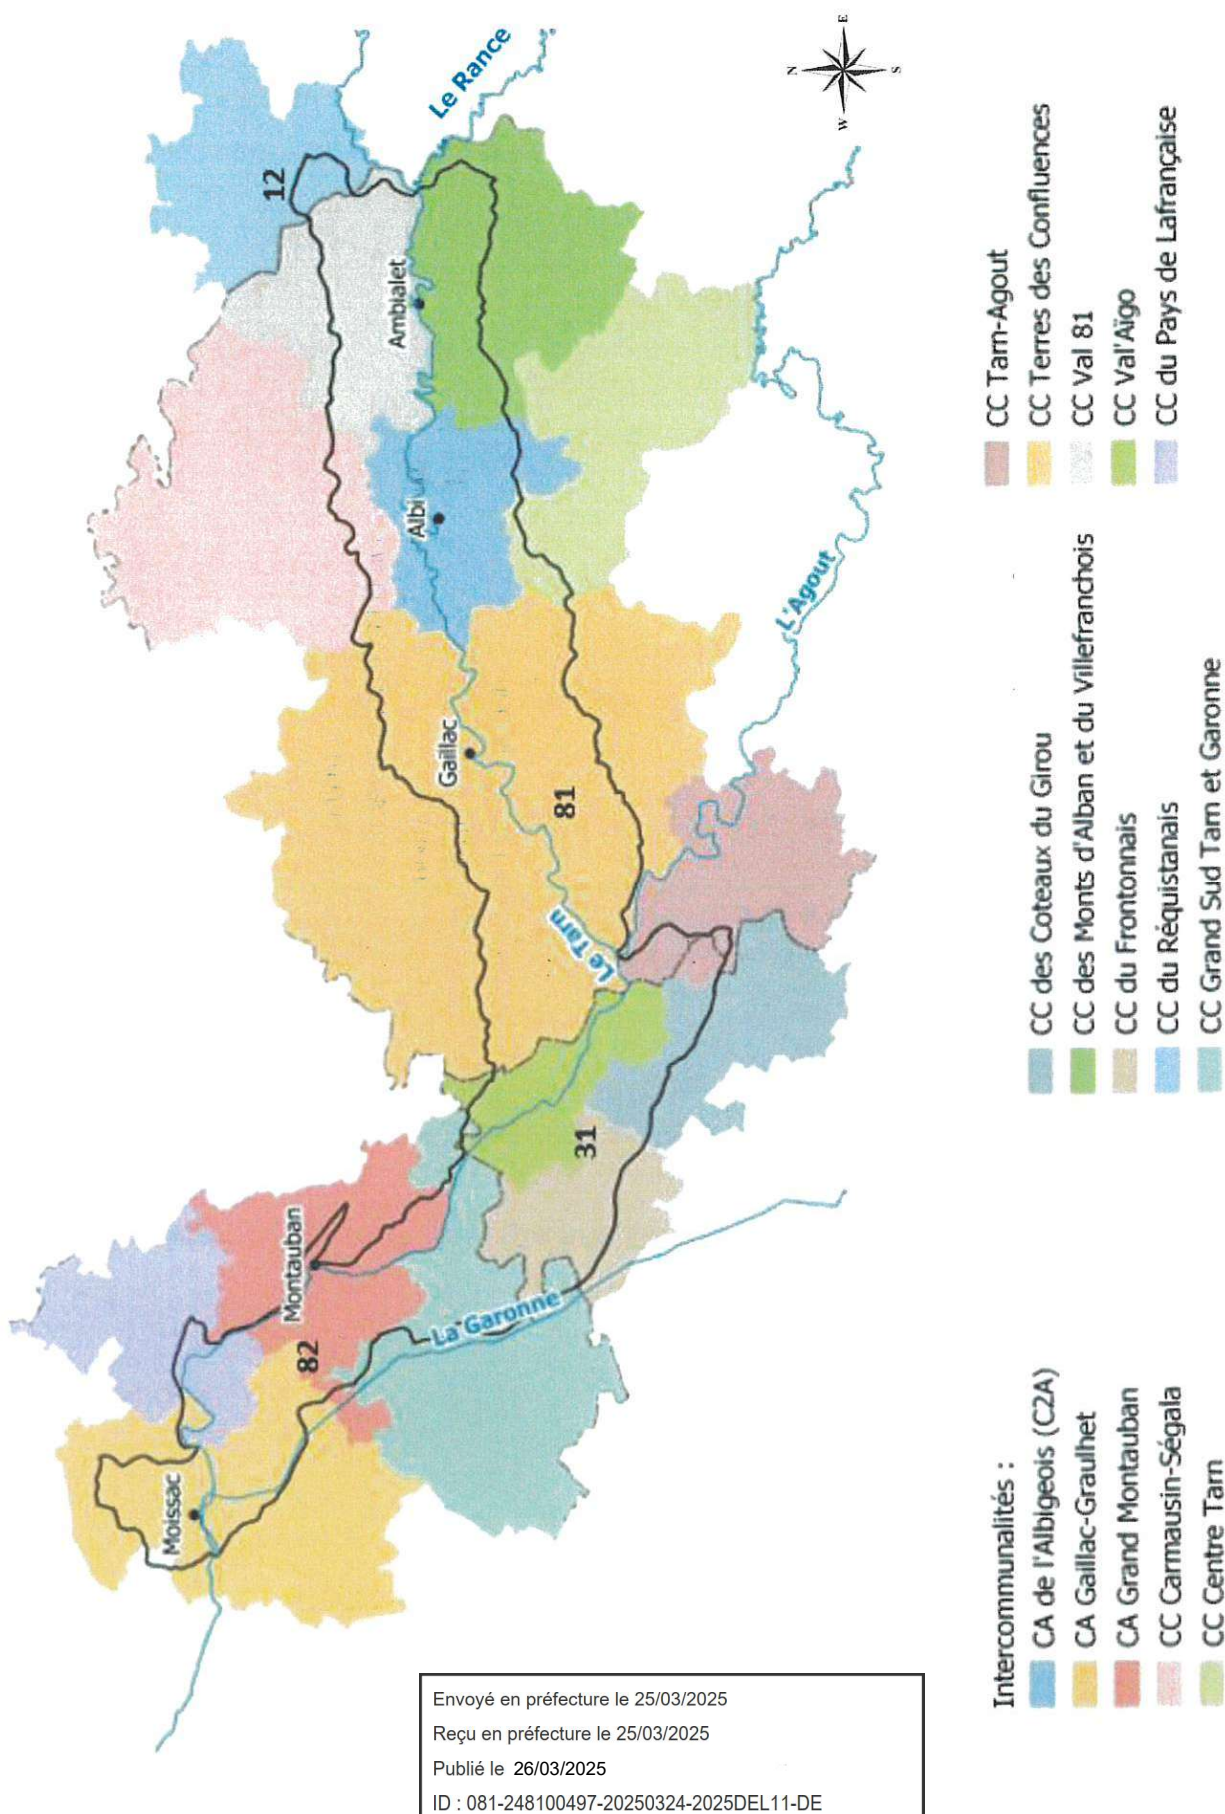 Le Rance
12
N
E
S
W
Ambialet
Albi
L'Agout
Gaillac
81
Le Tarn
31
Montauban
82
La Garonne
Moissac
Intercommunalités :
CA de l'Albigeois (C2A)
CA Gaillac-Graulhet
CA Grand Montauban
CC Carmausin-Ségala
CC Centre Tarn
CC des Coteaux du Girou
CC des Monts d'Alban et du Villefranchois
CC du Frontonnais
CC du Réquistanais
CC Grand Sud Tarn et Garonne
CC Tarn-Agout
CC Terres des Confluences
CC Val 81
CC Val'Aïgo
CC du Pays de Lafrançaise
Envoyé en préfecture le 25/03/2025
Reçu en préfecture le 25/03/2025
Publié le 26/03/2025
ID : 081-248100497-20250324-2025DEL11-DE